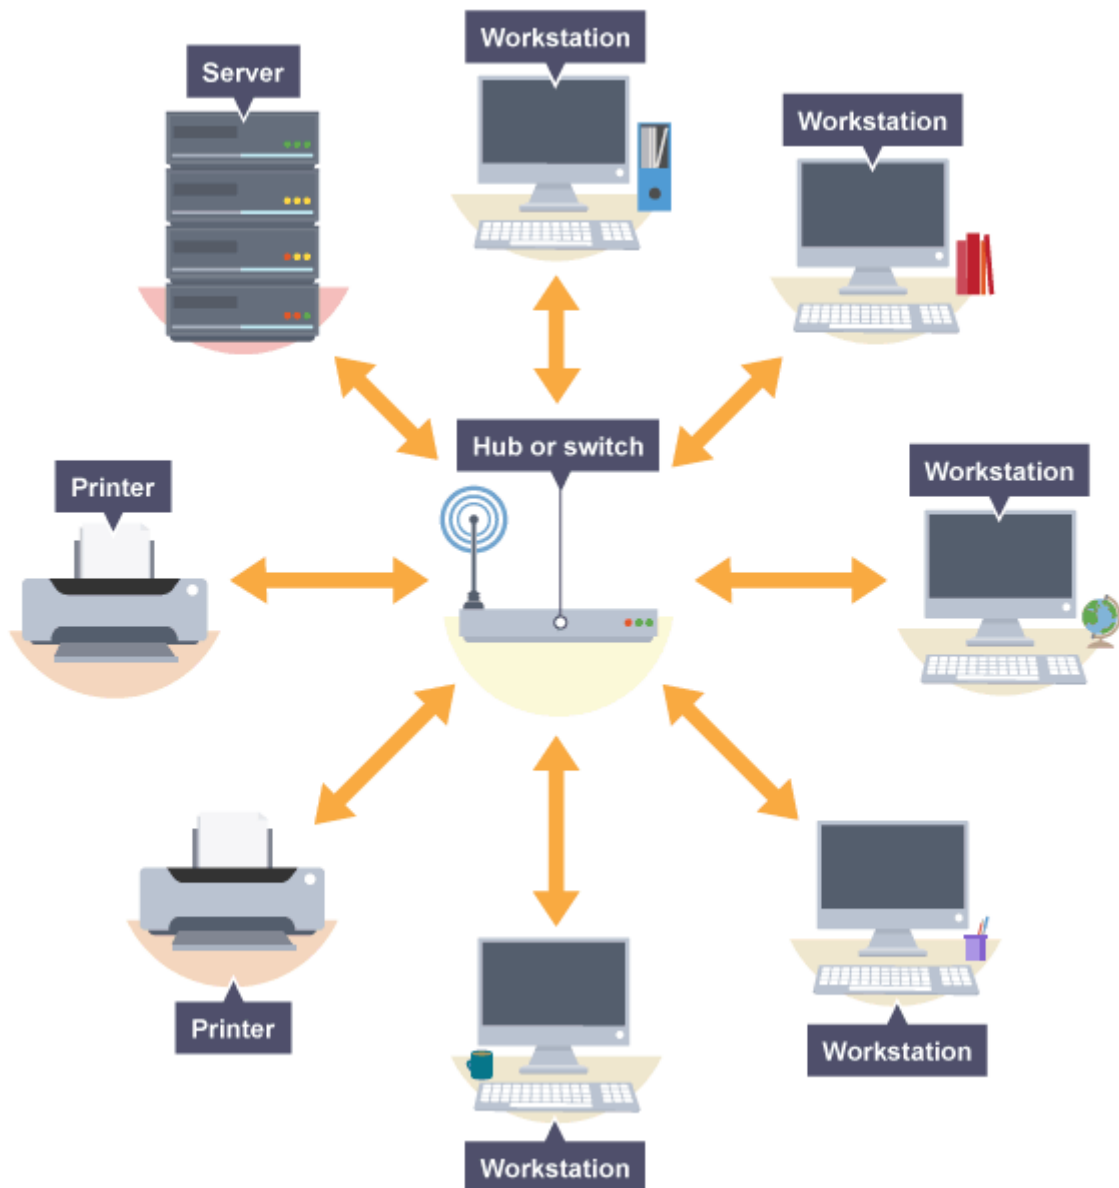 Workstation
Server
Workstation
Hub or switch
Workstation
Printer
Printer
Workstation
Workstation